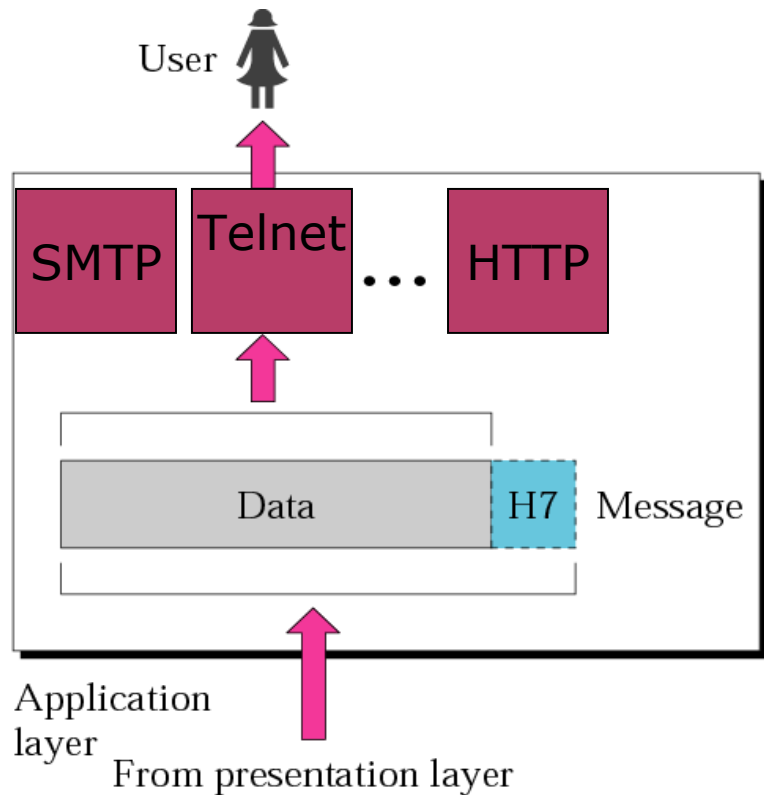 User
SMTP
Telnet
...
HTTP
Data
H7
Message
Application
layer
From presentation layer